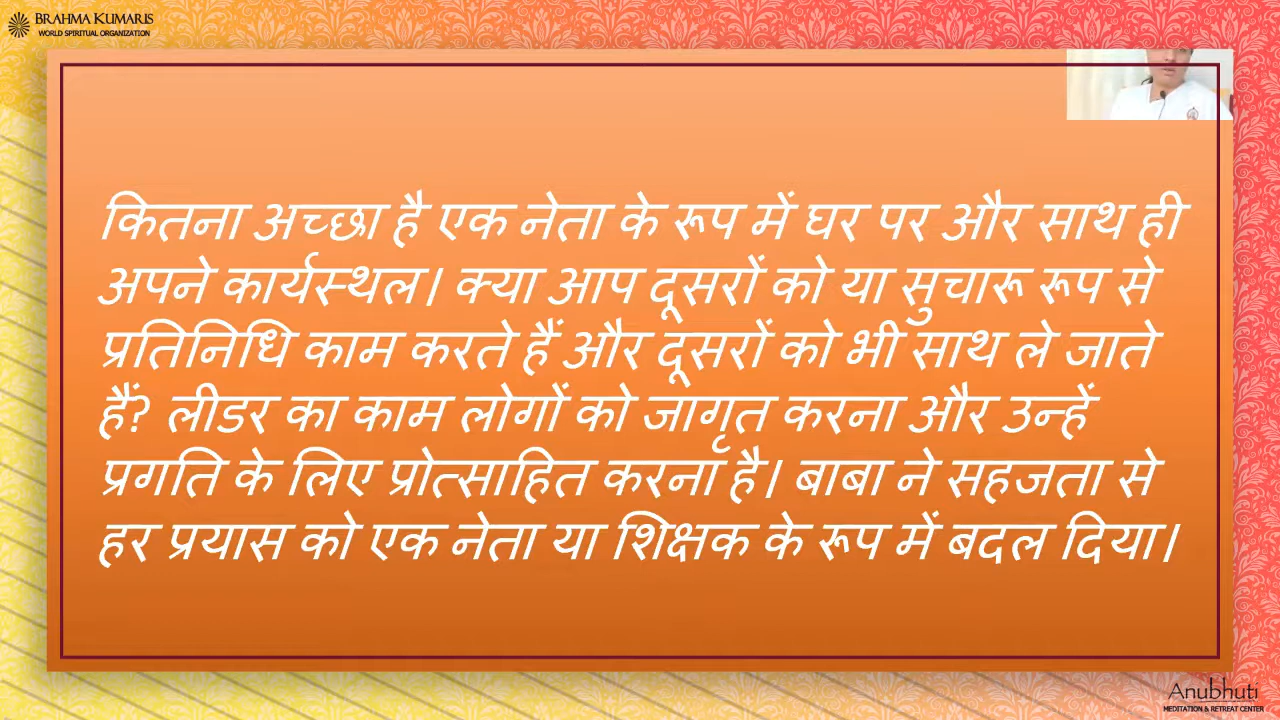 BRAHMA KUMARIS
WORLD SPIRITUAL ORGANIZATION
कितना अच्छा है एक नेता के रूप में घर पर और साथ ही
अपने कार्यस्थल। क्या आप दूसरों को या सुचारू रूप से
प्रतिनिधि काम करते हैं और दूसरों को भी साथ ले जाते
हैं? लीडर का काम लोगों को जागृत करना और उन्हें
प्रगति के लिए प्रोत्साहित करना है। बाबा ने सहजता से
हर प्रयास को एक नेता या शिक्षक के रूप में बदल दिया।
Anubhuti
MEDITATION & RETREAT CENTER